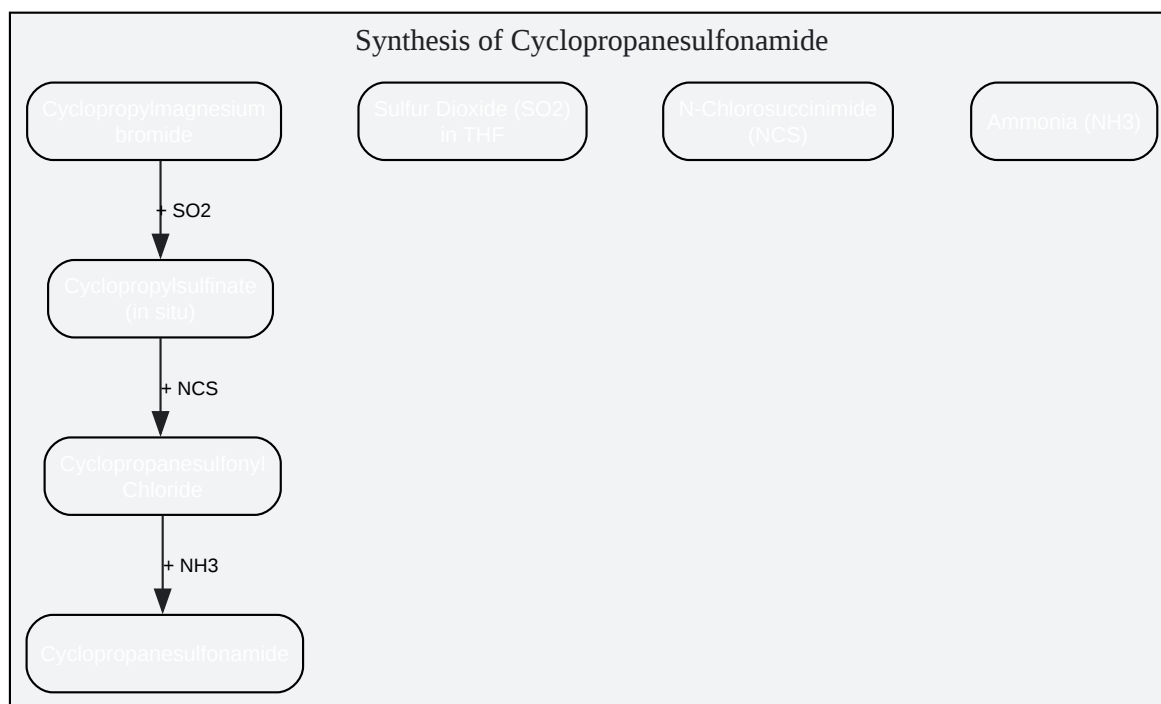 Synthesis of Cyclopropanesulfonamide
Cyclopropylmagnesium
bromide
Sulfur Dioxide (SO2)
in THF
N-Chlorosuccinimide
(NCS)
Ammonia (NH3)
+ SO2
Cyclopropylsulfinate
(in situ)
+ NCS
Cyclopropanesulfonyl
Chloride
+ NH3
Cyclopropanesulfonamide